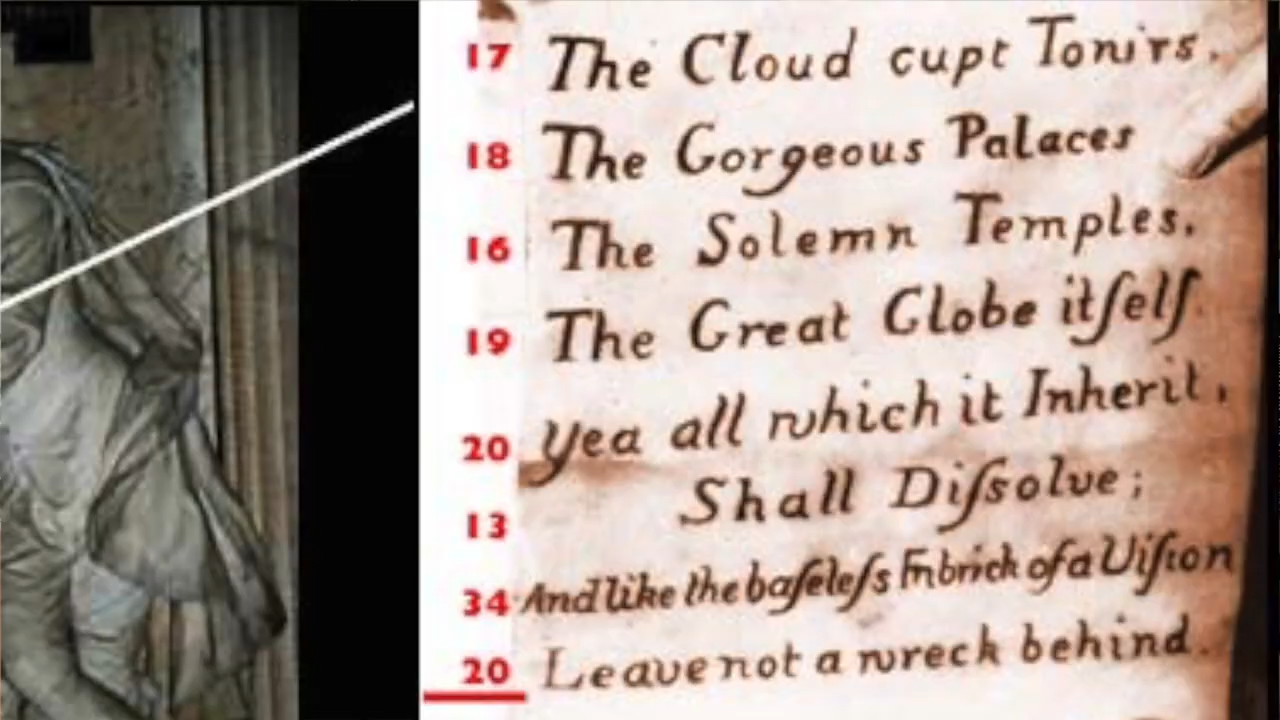 17 The Cloud cupt Tonirs.
18 The Gorgeous Palaces
16 The Solemn Temples,
19 The Great Globe itſelf
20 Yea all which it Inherit,
13 Shall Diſsolve;
34 And like the baſeleſs Fnbrick of a Viſion
20 Leave not a wreck behind.